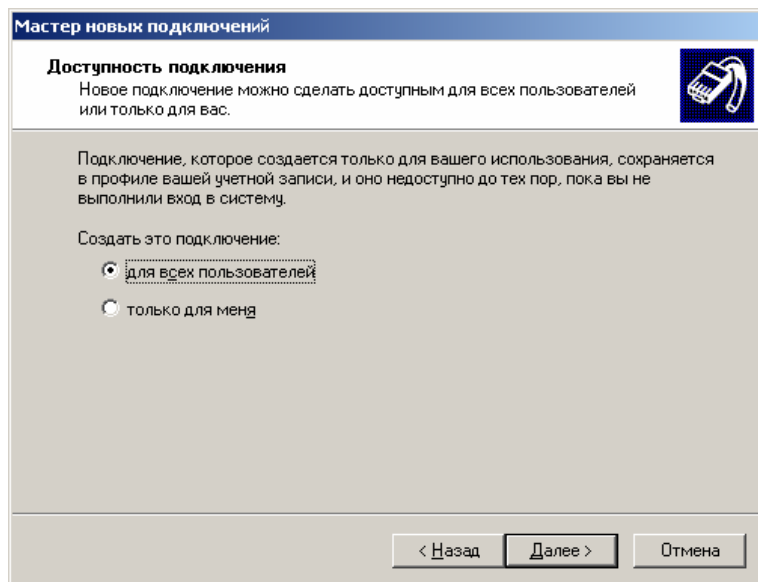 Мастер новых подключений
Доступность подключения
Новое подключение можно сделать доступным для всех пользователей
или только для вас.
Подключение, которое создается только для вашего использования, сохраняется
в профиле вашей учетной записи, и оно недоступно до тех пор, пока вы не
выполнили вход в систему.
Создать это подключение:
для всех пользователей
только для меня
< Назад
Далее >
Отмена